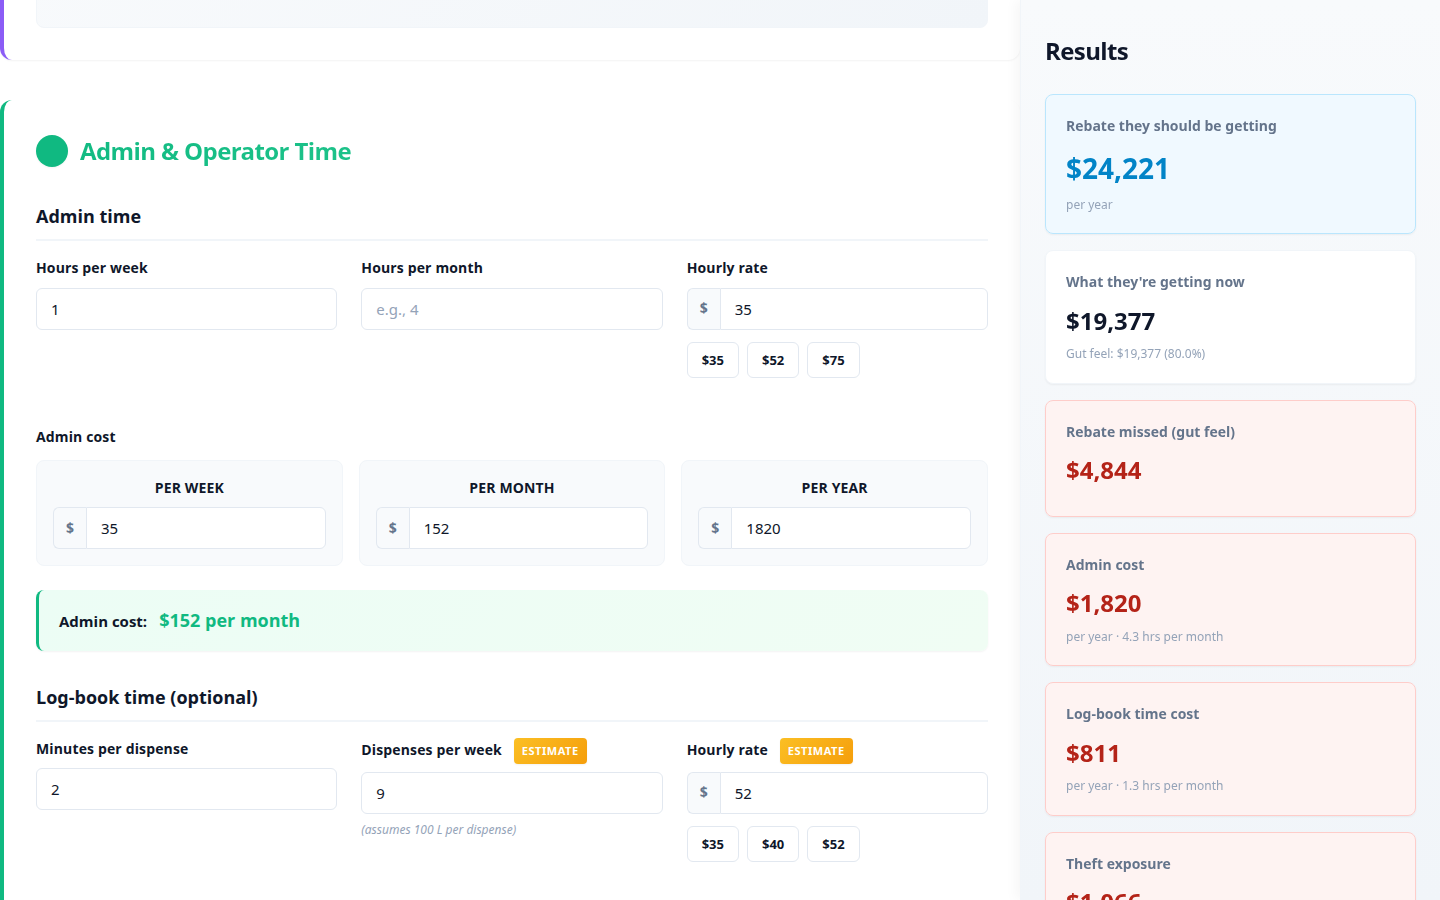 Admin & Operator Time
Admin time
Hours per week
Hours per month
Hourly rate
1
e.g., 4
$ 35
$35 $52 $75
Admin cost
PER WEEK
PER MONTH
PER YEAR
$ 35
$ 152
$ 1820
Admin cost: $152 per month
Log-book time (optional)
Minutes per dispense
Dispenses per week ESTIMATE
Hourly rate ESTIMATE
2
9
$ 52
(assumes 100 L per dispense)
$35 $40 $52
Results
Rebate they should be getting
$24,221
per year
What they're getting now
$19,377
Gut feel: $19,377 (80.0%)
Rebate missed (gut feel)
$4,844
Admin cost
$1,820
per year · 4.3 hrs per month
Log-book time cost
$811
per year · 1.3 hrs per month
Theft exposure